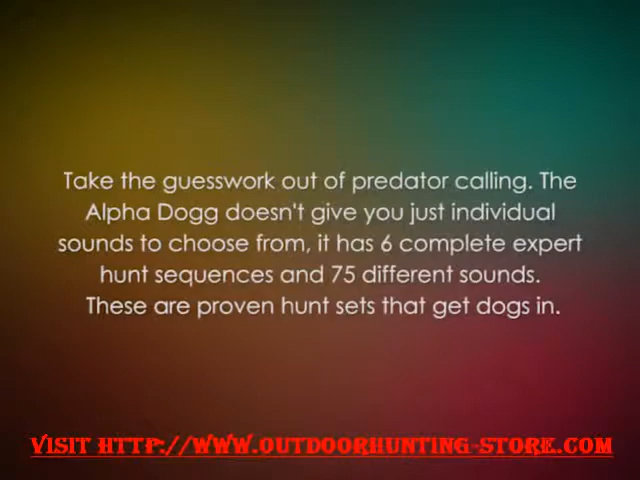 Take the guesswork out of predator calling. The
Alpha Dogg doesn't give you just individual
sounds to choose from, it has 6 complete expert
hunt sequences and 75 different sounds.
These are proven hunt sets that get dogs in.
VISIT HTTP://WWW.OUTDOORHUNTING-STORE.COM